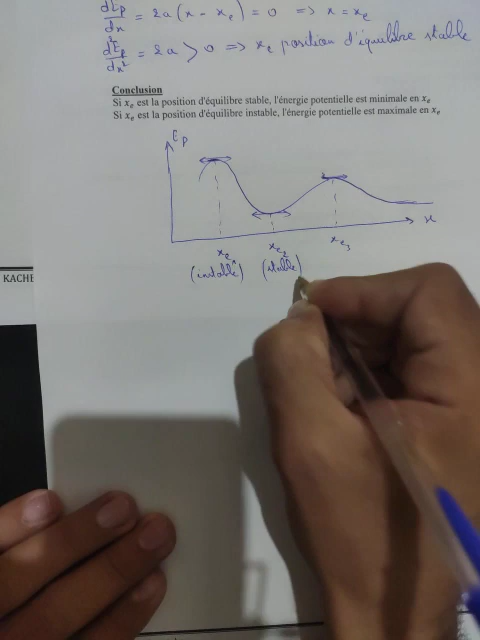 dEp/dx = 2a(x - xe) = 0 => x = xe
d²Ep/dx² = 2a > 0 => xe position d'équilibre stable
Conclusion
Si xe est la position d'équilibre stable, l'énergie potentielle est minimale en xe
Si xe est la position d'équilibre instable, l'énergie potentielle est maximale en xe
Ep
x
xe xe2 xe3
(instable) (stable)
KACHE